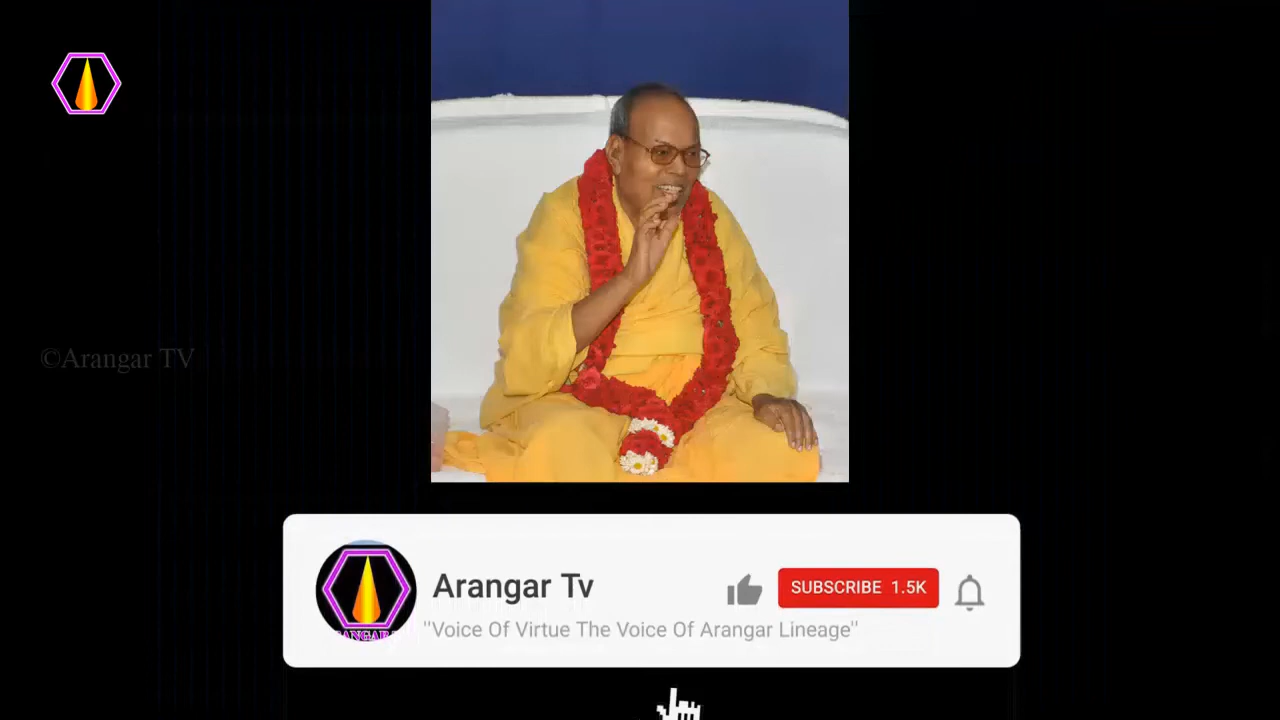 ©Arangar TV
Arangar Tv
SUBSCRIBE 1.5K
"Voice Of Virtue The Voice Of Arangar Lineage"